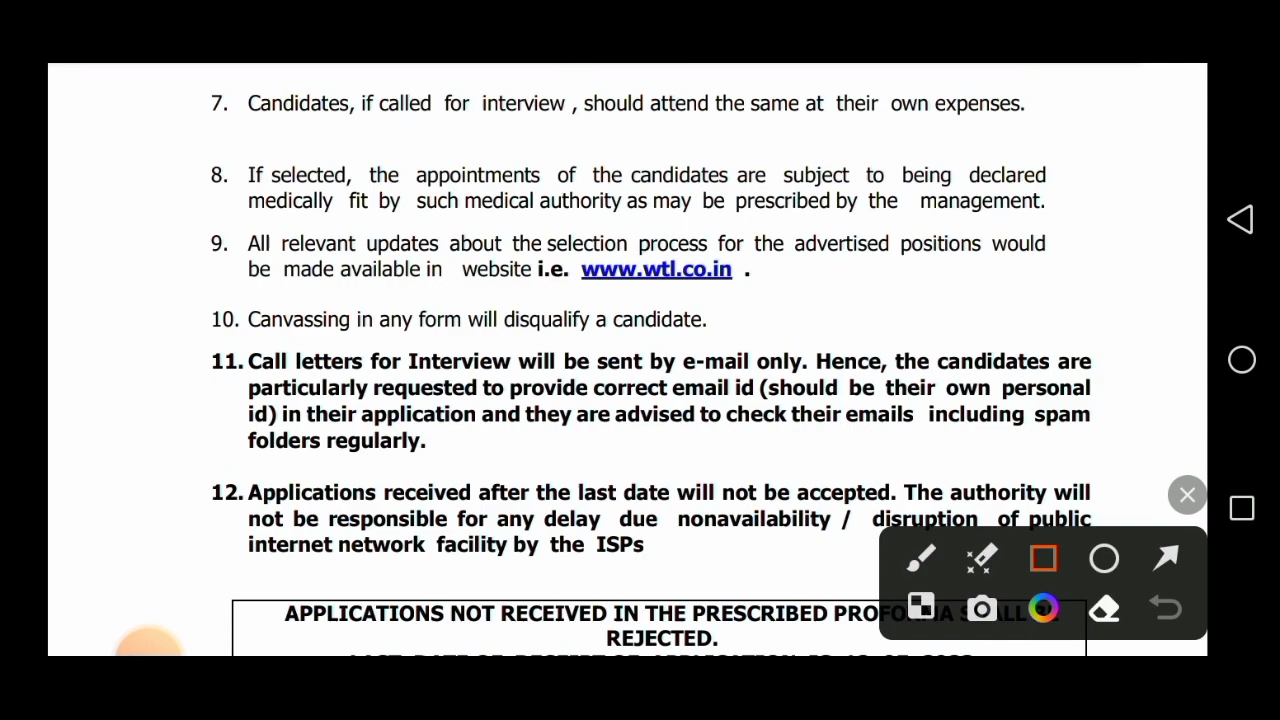 7. Candidates, if called for interview , should attend the same at their own expenses.
8. If selected, the appointments of the candidates are subject to being declared
medically fit by such medical authority as may be prescribed by the management.
9. All relevant updates about the selection process for the advertised positions would
be made available in website i.e. www.wtl.co.in .
10. Canvassing in any form will disqualify a candidate.
11. Call letters for Interview will be sent by e-mail only. Hence, the candidates are
particularly requested to provide correct email id (should be their own personal
id) in their application and they are advised to check their emails including spam
folders regularly.
12. Applications received after the last date will not be accepted. The authority will
not be responsible for any delay due nonavailability / disruption of public
internet network facility by the ISPs
APPLICATIONS NOT RECEIVED IN THE PRESCRIBED
REJECTED.